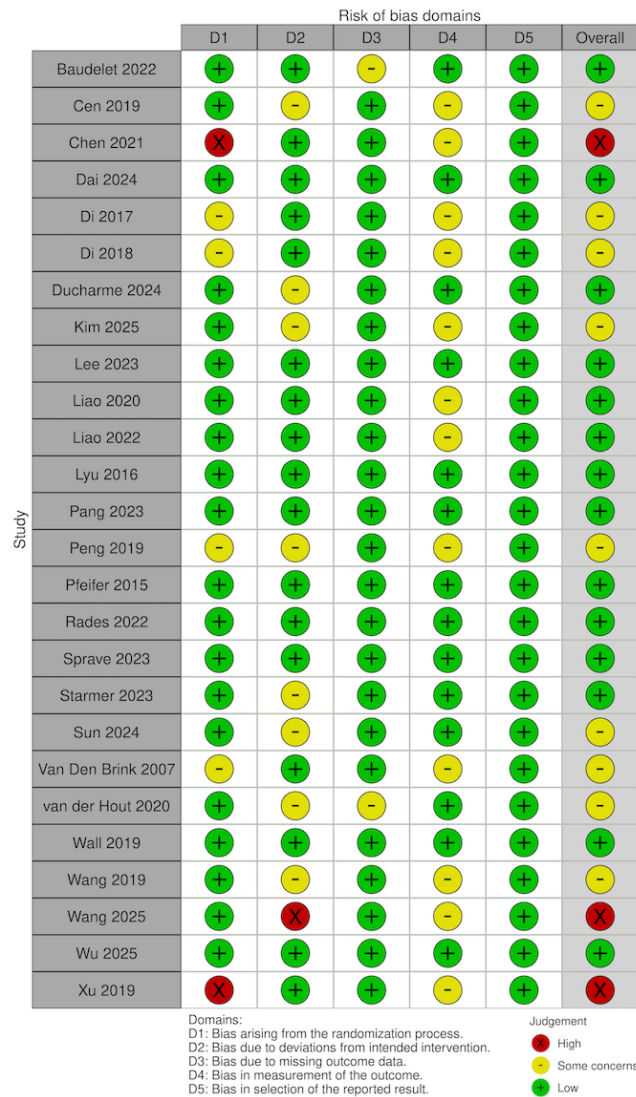 Risk of bias domains
D1 D2 D3 D4 D5 Overall
Study
Baudelet 2022 + + - + + +
Cen 2019 + - + - + -
Chen 2021 X + + - + X
Dai 2024 + + + + + +
Di 2017 - + + - + -
Di 2018 - + + - + -
Ducharme 2024 + - + + + +
Kim 2025 + - + - + -
Lee 2023 + + + + + +
Liao 2020 + + + - + +
Liao 2022 + + + - + +
Lyu 2016 + + + + + +
Pang 2023 + + + + + +
Peng 2019 - - + - + -
Pfeifer 2015 + + + + + +
Rades 2022 + + + + + +
Sprave 2023 + + + + + +
Starmer 2023 + - + + + +
Sun 2024 + - + + + -
Van Den Brink 2007 - + + - + -
van der Hout 2020 + - - + + -
Wall 2019 + + + + + +
Wang 2019 + - + - + -
Wang 2025 + X + - + X
Wu 2025 + + + + + +
Xu 2019 X + + - + X
Domains:
D1: Bias arising from the randomization process.
D2: Bias due to deviations from intended intervention.
D3: Bias due to missing outcome data.
D4: Bias in measurement of the outcome.
D5: Bias in selection of the reported result.
Judgement
X High
- Some concerns
+ Low